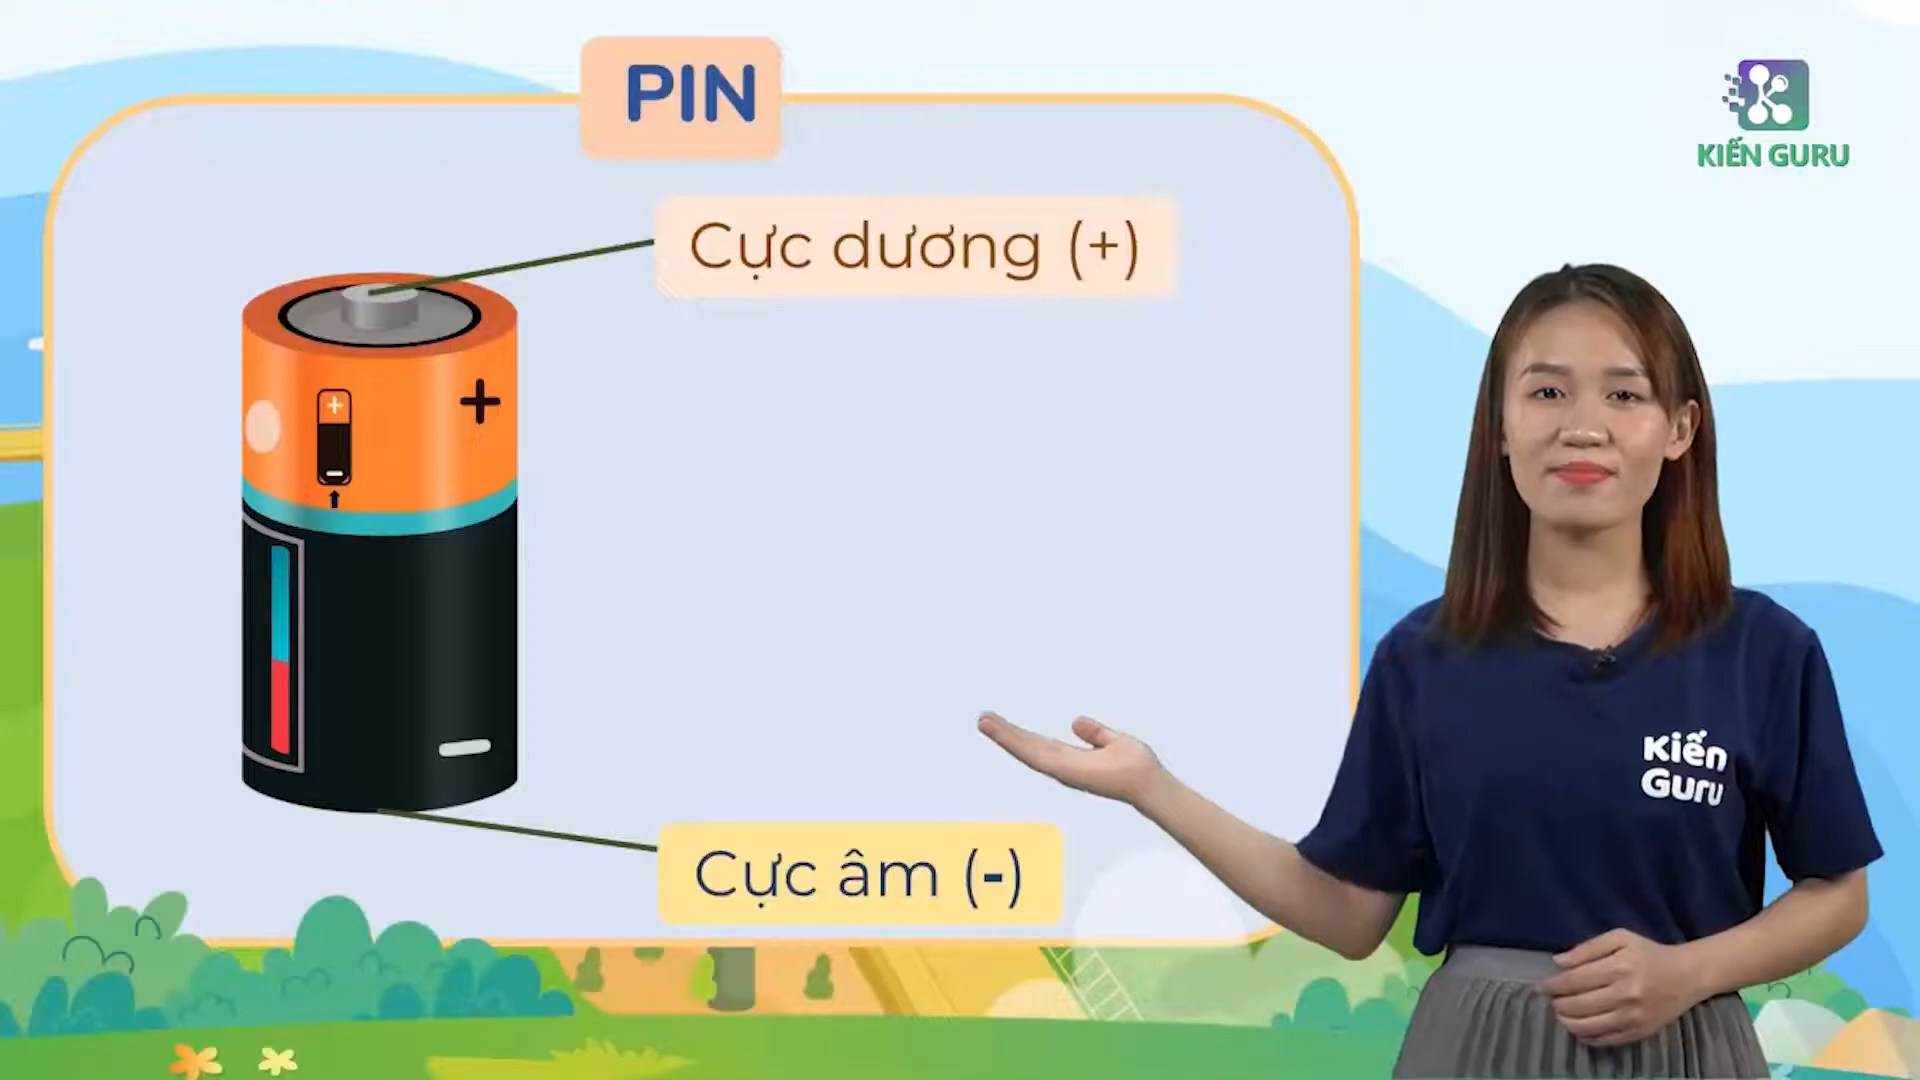 PIN
KIẾN GURU
Cực dương (+)
+
+
-
-
Cực âm (-)
Kiến
Guru